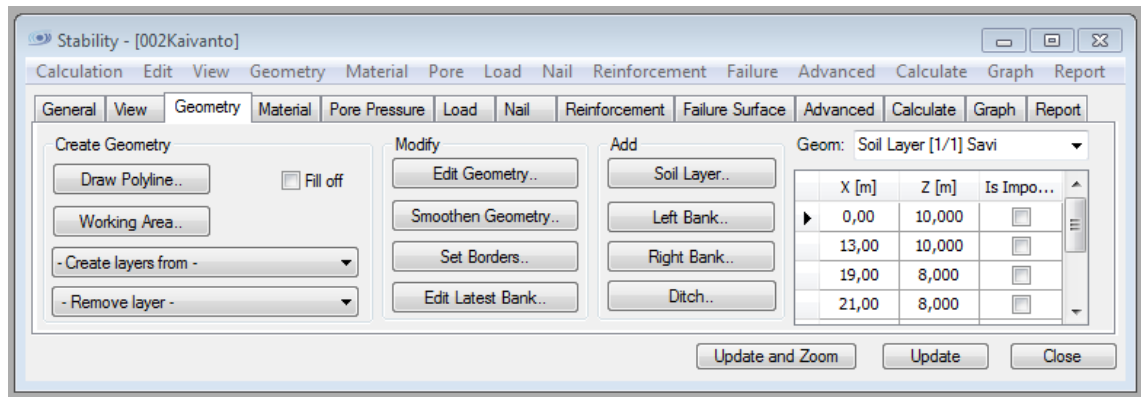 Stability - [002Kaivanto]
Calculation Edit View Geometry Material Pore Load Nail Reinforcement Failure Advanced Calculate Graph Report
General View Geometry Material Pore Pressure Load Nail Reinforcement Failure Surface Advanced Calculate Graph Report
Create Geometry
Draw Polyline..
Fill off
Working Area..
- Create layers from -
- Remove layer -
Modify
Edit Geometry..
Smoothen Geometry..
Set Borders..
Edit Latest Bank..
Add
Soil Layer..
Left Bank..
Right Bank..
Ditch..
Geom: Soil Layer [1/1] Savi
X [m] Z [m] Is Impo...
0,00 10,000
13,00 10,000
19,00 8,000
21,00 8,000
Update and Zoom Update Close